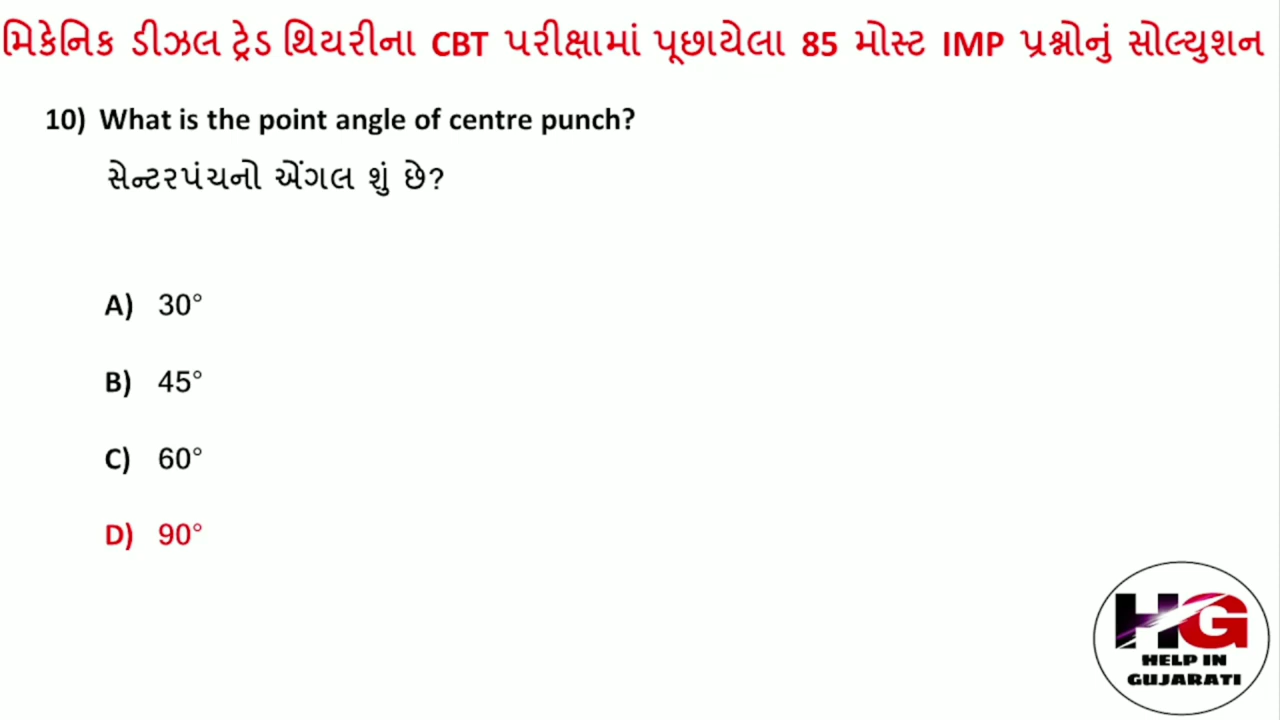 મિકેનિક ડીઝલ ટ્રેડ થિયરીના CBT પરીક્ષામાં પૂછાયેલા 85 મોસ્ટ IMP પ્રશ્નોનું સોલ્યુશન
10) What is the point angle of centre punch?
સેન્ટરપંચનો એંગલ શું છે?
A) 30°
B) 45°
C) 60°
D) 90°
HG
HELP IN
GUJARATI